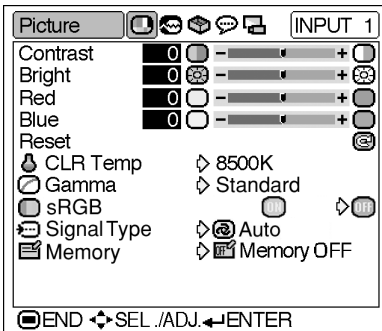 Picture INPUT 1
Contrast 0 - +
Bright 0 - +
Red 0 - +
Blue 0 - +
Reset
CLR Temp 8500K
Gamma Standard
sRGB ON OFF
Signal Type Auto
Memory OFF Memory OFF
END SEL./ADJ. ENTER